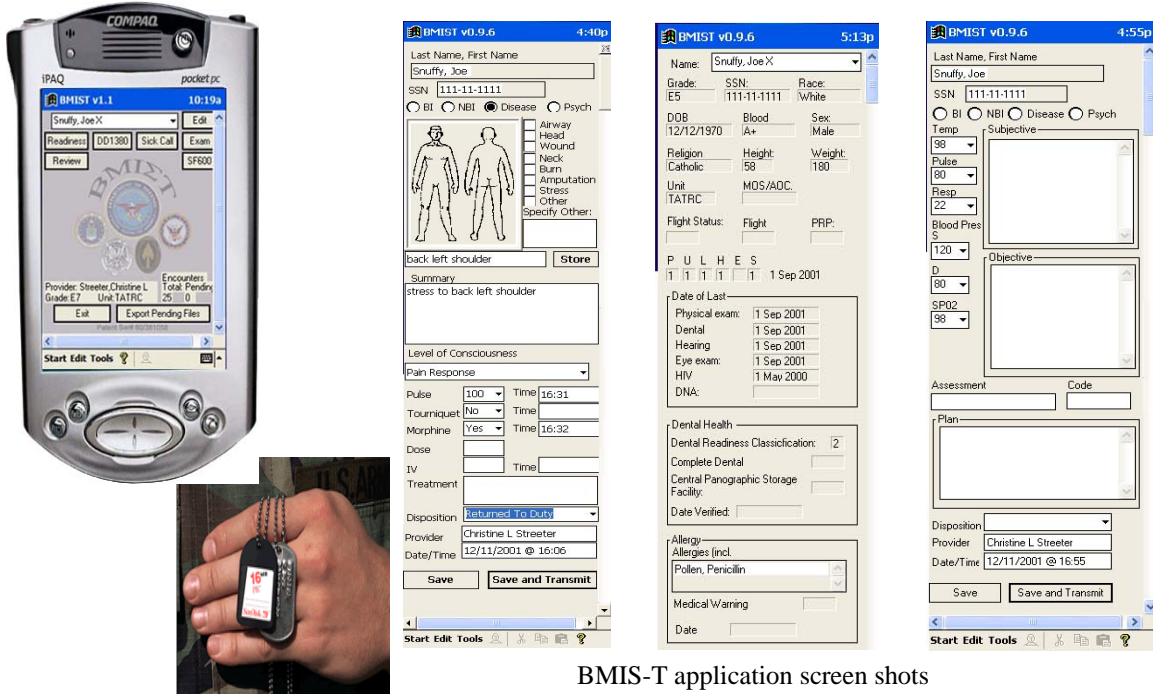 COMPAQ
iPAQ pocket pc
BMIST v1.1 10:19a
Snuffy, Joe X Edit
Readiness DD1380 Sick Call Exam
Review SF600
BMIST
Encounters
Provider: Streeter,Christine L Total: Pending
Grade:E7 Unit:TATRC 25 0
Exit Export Pending Files
Start Edit Tools
U.S.
16MB
BMIST v0.9.6 4:40p
Last Name, First Name
Snuffy, Joe
SSN 111-11-1111
BI NBI Disease Psych
Airway
Head
Wound
Neck
Burn
Amputation
Stress
Other
Specify Other:
back left shoulder Store
Summary
stress to back left shoulder
Level of Consciousness
Pain Response
Pulse 100 Time 16:31
Tourniquet No Time
Morphine Yes Time 16:32
Dose
IV Time
Treatment
Disposition Returned To Duty
Provider Christine L Streeter
Date/Time 12/11/2001 @ 16:06
Save Save and Transmit
Start Edit Tools
BMIST v0.9.6 5:13p
Name: Snuffy, Joe X
Grade: SSN: Race:
E5 111-11-1111 White
DOB Blood Sex:
12/12/1970 A+ Male
Religion Height: Weight:
Catholic 58 180
Unit MOS/AOC.
TATRC
Flight Status: Flight PRP:
P U L H E S
1 1 1 1 1 1 Sep 2001
Date of Last
Physical exam: 1 Sep 2001
Dental 1 Sep 2001
Hearing 1 Sep 2001
Eye exam: 1 Sep 2001
HIV 1 May 2000
DNA:
Dental Health
Dental Readiness Classicfication: 2
Complete Dental
Central Panographic Storage
Facility:
Date Verified:
Allergy
Allergies (incl.
Pollen, Penicillin
Medical Warning
Date
BMIST v0.9.6 4:55p
Last Name, First Name
Snuffy, Joe
SSN 111-11-1111
BI NBI Disease Psych
Temp Subjective
98
Pulse
80
Resp
22
Blood Pres
S
120 Objective
D
80
SP02
98
Assessment Code
Plan
Disposition
Provider Christine L Streeter
Date/Time 12/11/2001 @ 16:55
Save Save and Transmit
Start Edit Tools
BMIS-T application screen shots